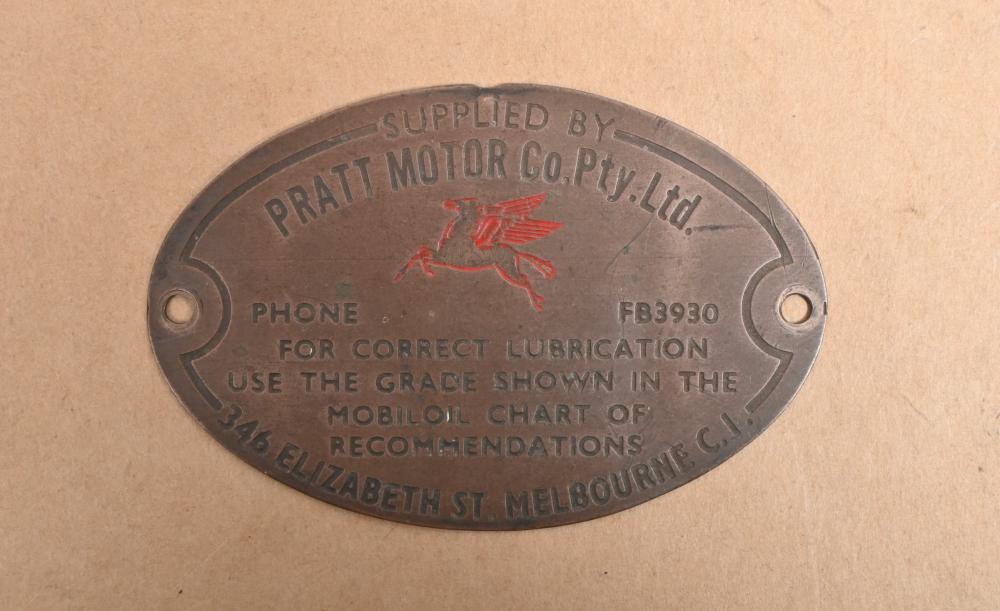 SUPPLIED BY
PRATT MOTOR Co. Pty. Ltd.
PHONE FB3930
FOR CORRECT LUBRICATION
USE THE GRADE SHOWN IN THE
MOBILOIL CHART OF
RECOMMENDATIONS
346 ELIZABETH ST. MELBOURNE C.1.